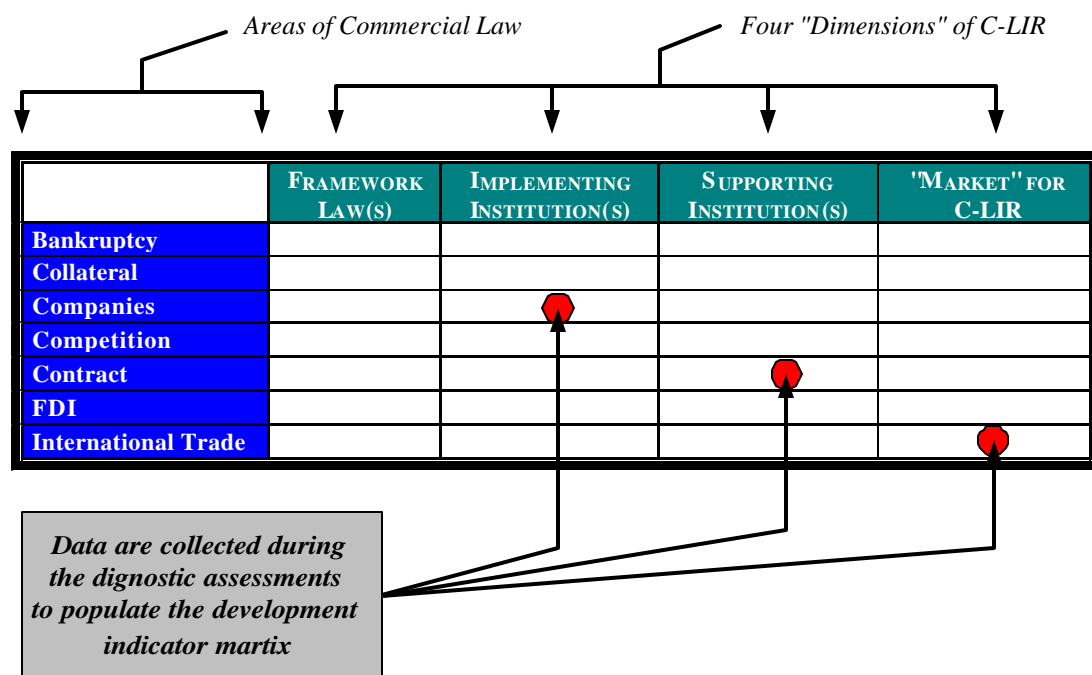 Areas of Commercial Law
Four "Dimensions" of C-LIR
FRAMEWORK
LAW(S)
IMPLEMENTING
INSTITUTION(S)
SUPPORTING
INSTITUTION(S)
"MARKET" FOR
C-LIR
Bankruptcy
Collateral
Companies
Competition
Contract
FDI
International Trade
Data are collected during
the dignostic assessments
to populate the development
indicator martix